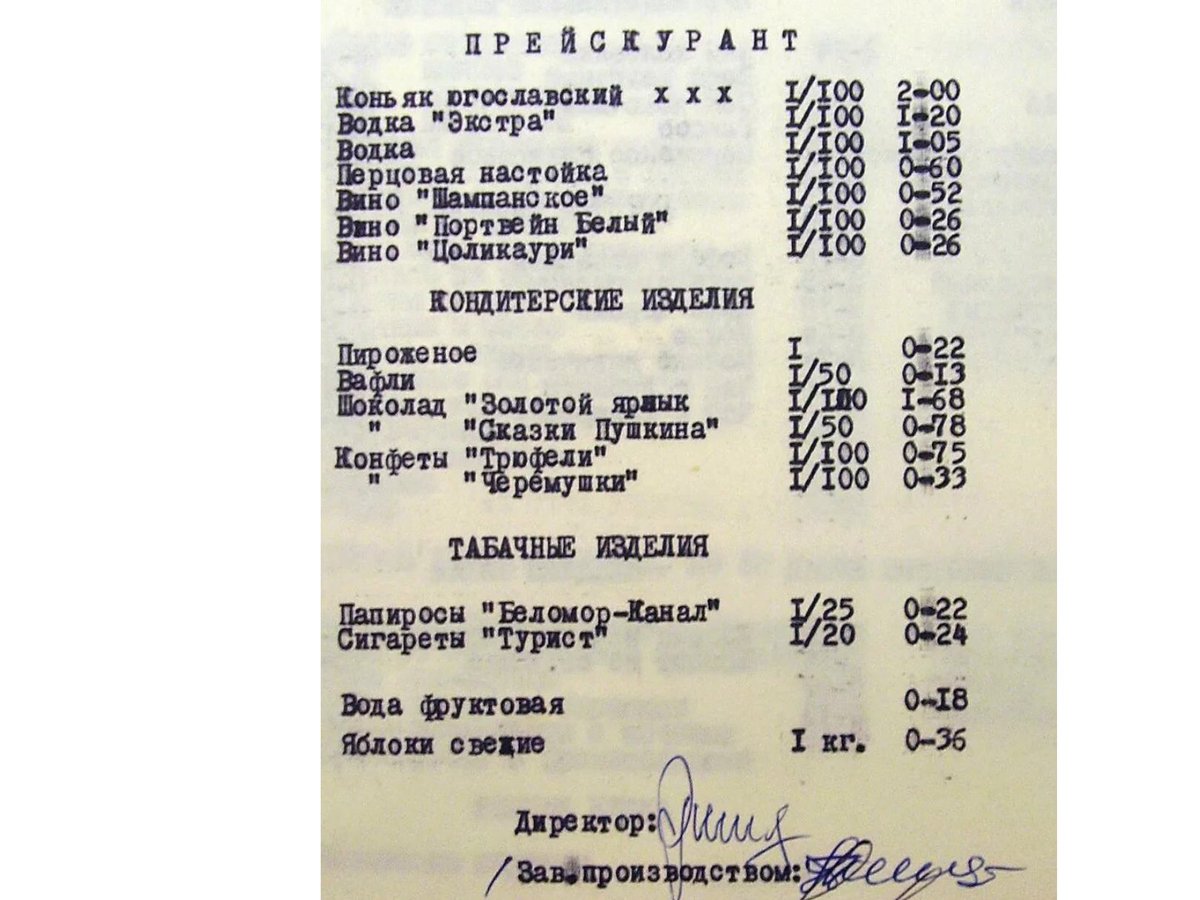 ПРЕЙСКУРАНТ
Коньяк югославский х х х I/I00 2-00
Водка "Экстра" I/I00 I-20
Водка I/I00 I-05
Перцовая настойка I/I00 0-60
Вино "Шампанское" I/I00 0-52
Вино "Портвейн Белый" I/I00 0-26
Вино "Цоликаури" I/I00 0-26
КОНДИТЕРСКИЕ ИЗДЕЛИЯ
Пироженое I 0-22
Вафли I/50 0-I3
Шоколад "Золотой ярлык I/I00 I-68
" "Сказки Пушкина" I/50 0-78
Конфеты "Трюфели" I/I00 0-75
" "Черемушки" I/I00 0-33
ТАБАЧНЫЕ ИЗДЕЛИЯ
Папиросы "Беломор-Канал" I/25 0-22
Сигареты "Турист" I/20 0-24
Вода фруктовая 0-I8
Яблоки свежие I кг. 0-36
Директор:
/Зав.производством: